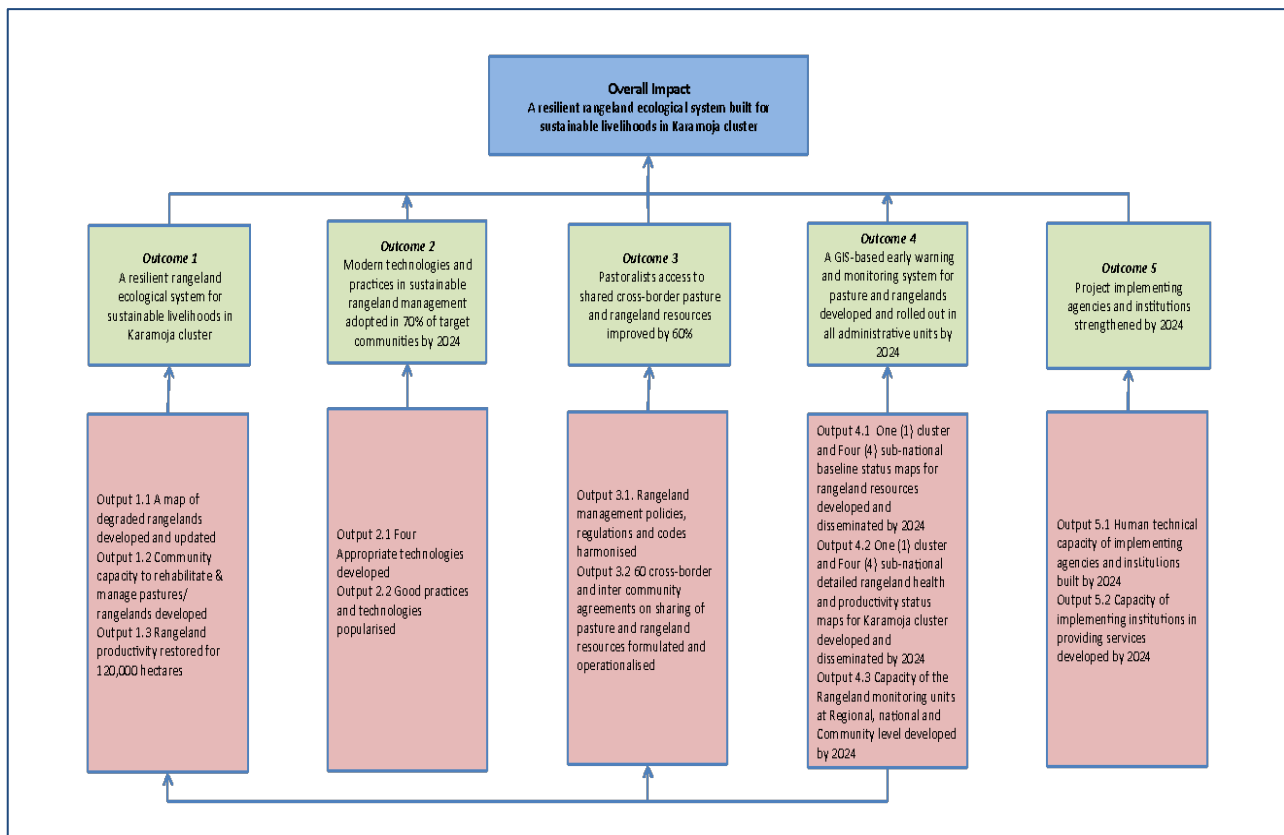 Overall Impact
A resilient rangeland ecological system built for
sustainable livelihoods in Karamoja cluster
Outcome 1
A resilient rangeland
ecological system for
sustainable livelihoods in
Karamoja cluster
Outcome 2
Modern technologies and
practices in sustainable
rangeland management
adopted in 70% of target
communities by 2024
Outcome 3
Pastoralists access to
shared cross-border pasture
and rangeland resources
improved by 60%
Outcome 4
A GIS-based early warning
and monitoring system for
pasture and rangelands
developed and rolled out in
all administrative units by
2024
Outcome 5
Project implementing
agencies and institutions
strengthened by 2024
Output 1.1 A map of
degraded rangelands
developed and updated
Output 1.2 Community
capacity to rehabilitate &
manage pastures/
rangelands developed
Output 1.3 Rangeland
productivity restored for
120,000 hectares
Output 2.1 Four
Appropriate technologies
developed
Output 2.2 Good practices
and technologies
popularised
Output 3.1. Rangeland
management policies,
regulations and codes
harmonised
Output 3.2 60 cross-border
and inter community
agreements on sharing of
pasture and rangeland
resources formulated and
operationalised
Output 4.1 One (1} cluster
and Four (4} sub-national
baseline status maps for
rangeland resources
developed and
disseminated by 2024
Output 4.2 One (1} cluster
and Four (4} sub-national
detailed rangeland health
and productivity status
maps for Karamoja cluster
developed and
disseminated by 2024
Output 4.3 Capacity of the
Rangeland monitoring units
at Regional, national and
Community level developed
by 2024
Output 5.1 Human technical
capacity of implementing
agencies and institutions
built by 2024
Output 5.2 Capacity of
implementing institutions in
providing services
developed by 2024